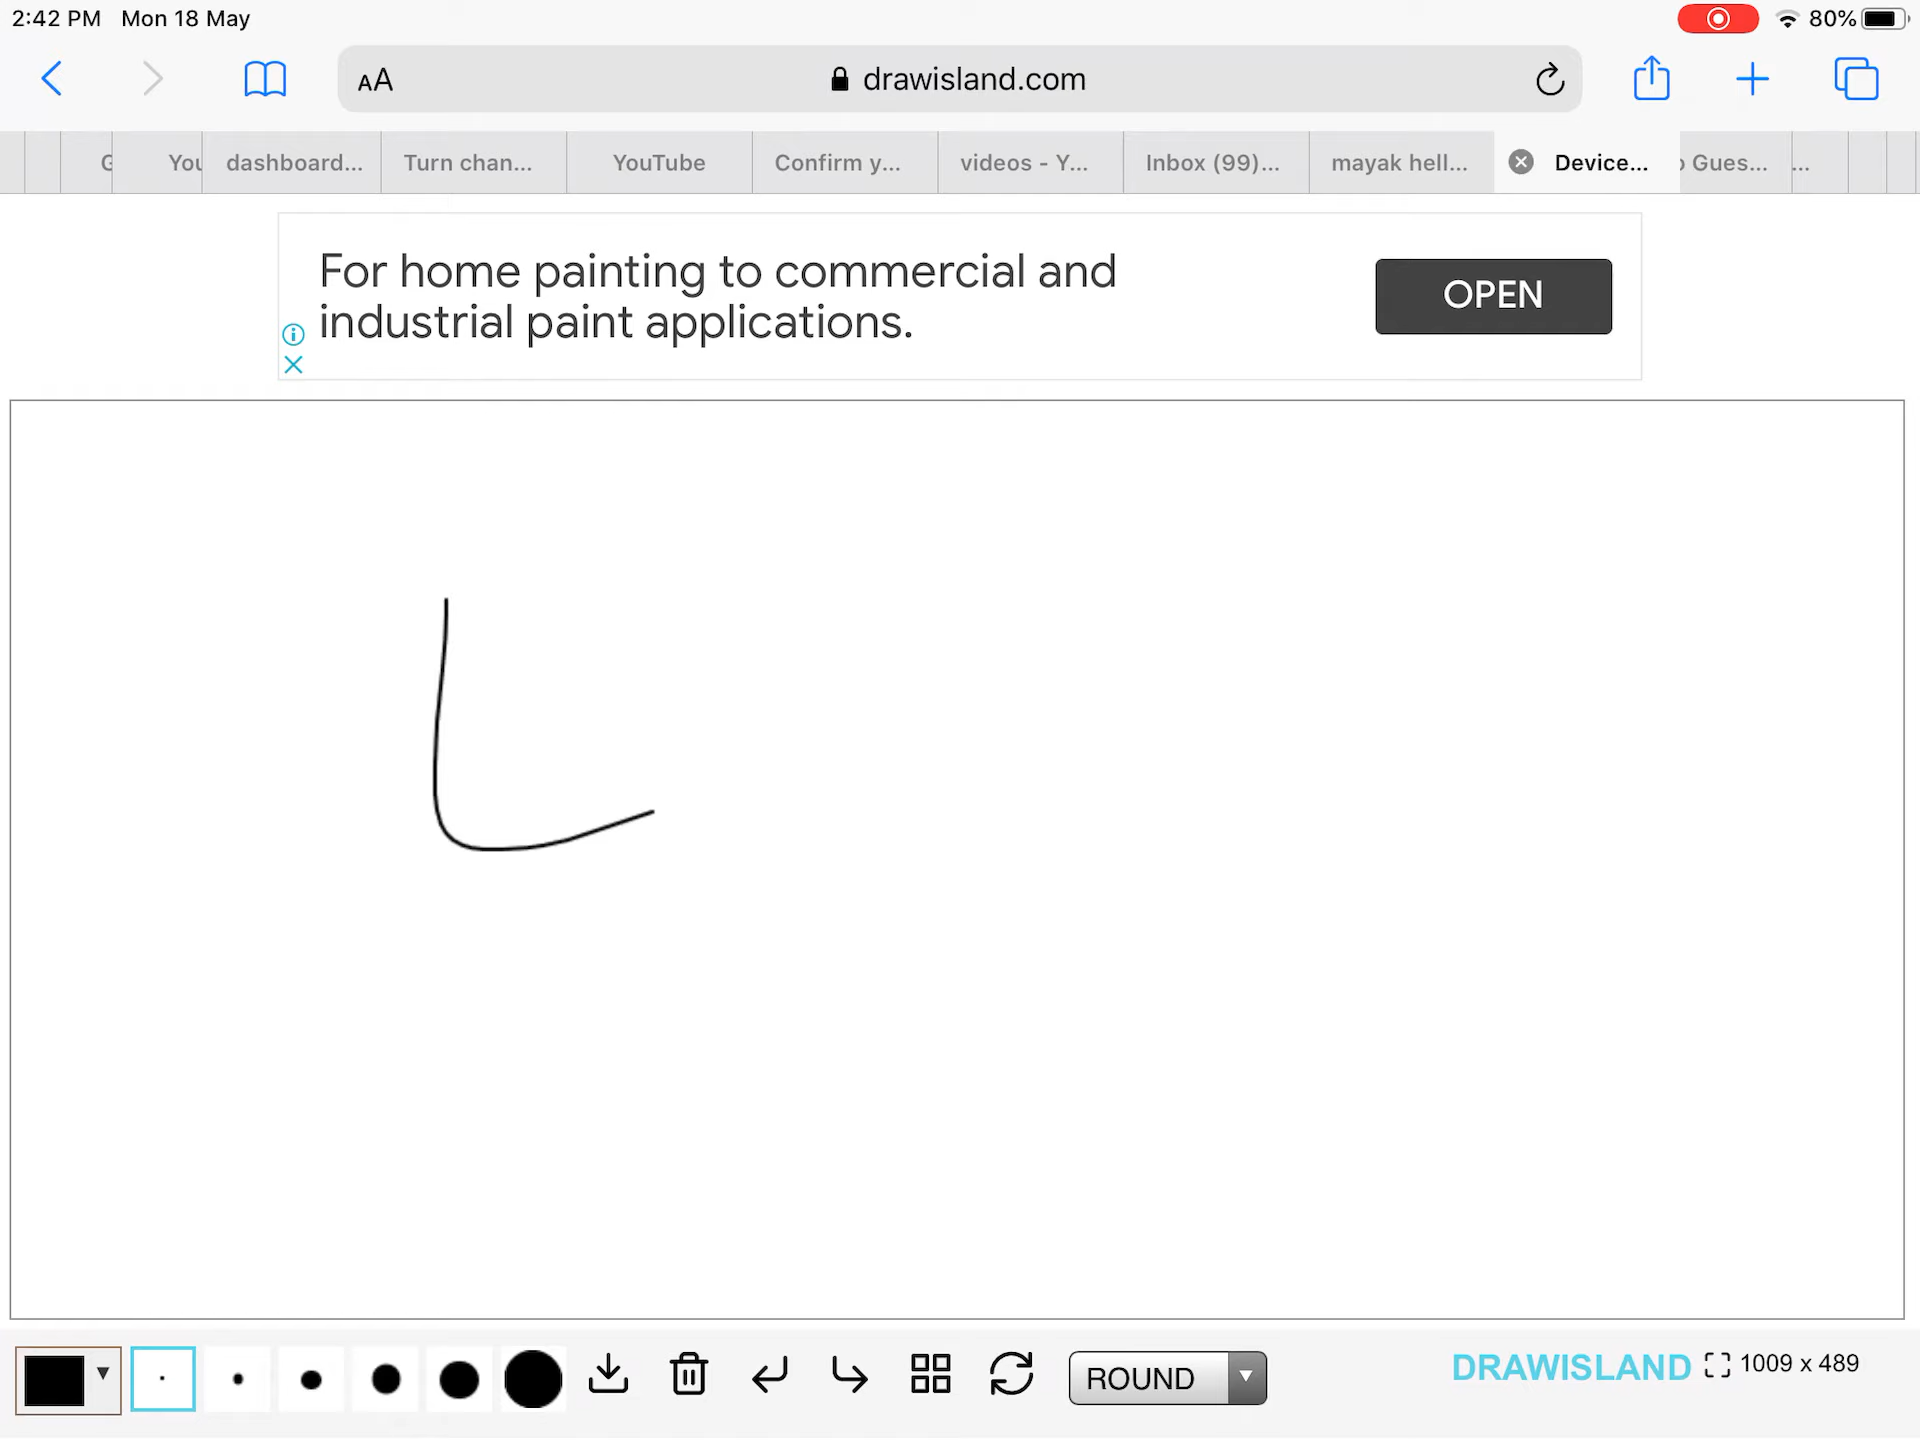 2:42 PM Mon 18 May 80%
AA drawisland.com
You dashboard... Turn chan... YouTube Confirm y... videos - Y... Inbox (99)... mayak hell... Device... Gues... ...
For home painting to commercial and
industrial paint applications.
OPEN
L
ROUND DRAWISLAND 1009 x 489